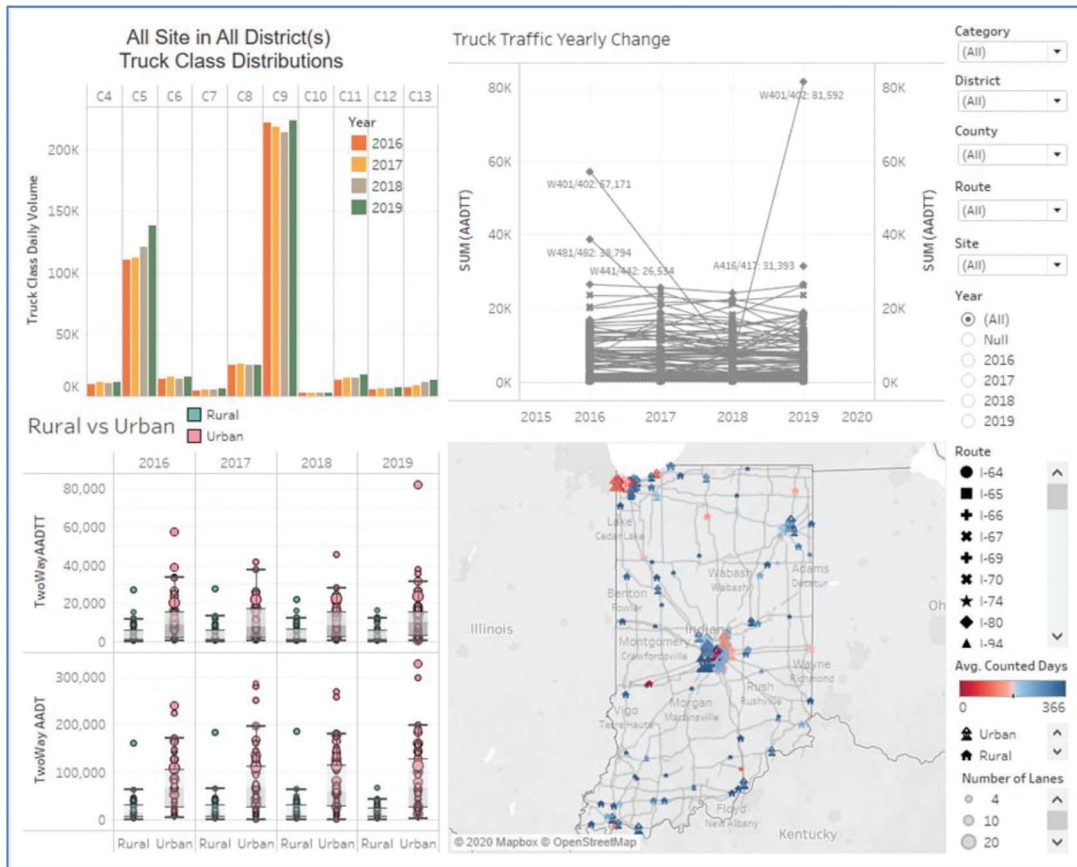 All Site in All District(s)
Truck Class Distributions
C4 C5 C6 C7 C8 C9 C10 C11 C12 C13
Year
2016
2017
2018
2019
200K
150K
100K
50K
0K
Truck Class Daily Volume
Truck Traffic Yearly Change
80K
60K
40K
20K
0K
SUM (AADTT)
W401/402: 81,592
W401/402: 57,171
W481/482: 38,794
W441/442: 26,534
A416/417: 31,393
80K
60K
40K
20K
0K
SUM (AADTT)
2015 2016 2017 2018 2019 2020
Category
(All)
District
(All)
County
(All)
Route
(All)
Site
(All)
Year
(All)
Null
2016
2017
2018
2019
Rural vs Urban
Rural
Urban
2016 2017 2018 2019
80,000
60,000
40,000
20,000
0
TwoWayAADTT
300,000
200,000
100,000
0
TwoWay AADT
Rural Urban Rural Urban Rural Urban Rural Urban
Lake
Cedar Lake
Wabash
Wabash
Adams
Decatur
Benton
Fowler
Illinois
Indiana
Oh
Montgomery
Crawfordsville
Wayne
Richmond
Rush
Rushville
Morgan
Martinsville
Vigo
Terre Haute
Floyd
New Albany
Kentucky
© 2020 Mapbox © OpenStreetMap
Route
I-64
I-65
I-66
I-67
I-69
I-70
I-74
I-80
I-94
Avg. Counted Days
0 366
Urban
Rural
Number of Lanes
4
10
20